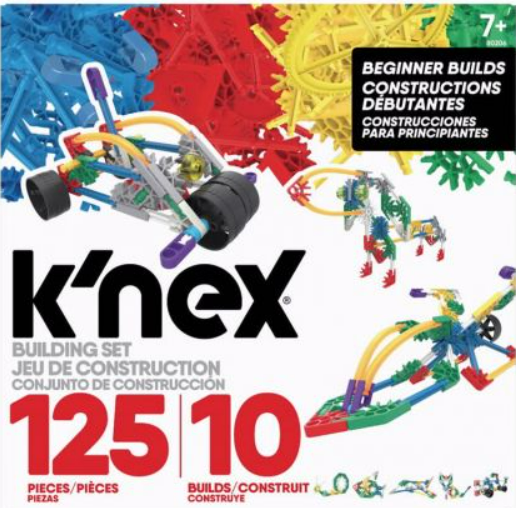 7+
80206
BEGINNER BUILDS
CONSTRUCTIONS
DÉBUTANTES
CONSTRUCCIONES
PARA PRINCIPIANTES
k'nex®
BUILDING SET
JEU DE CONSTRUCTION
CONJUNTO DE CONSTRUCCIÓN
125 | 10
PIECES/PIÈCES BUILDS/CONSTRUIT
PIEZAS CONSTRUYE